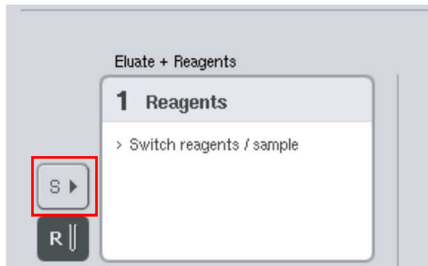 Eluate + Reagents
1 Reagents
> Switch reagents / sample
S
R